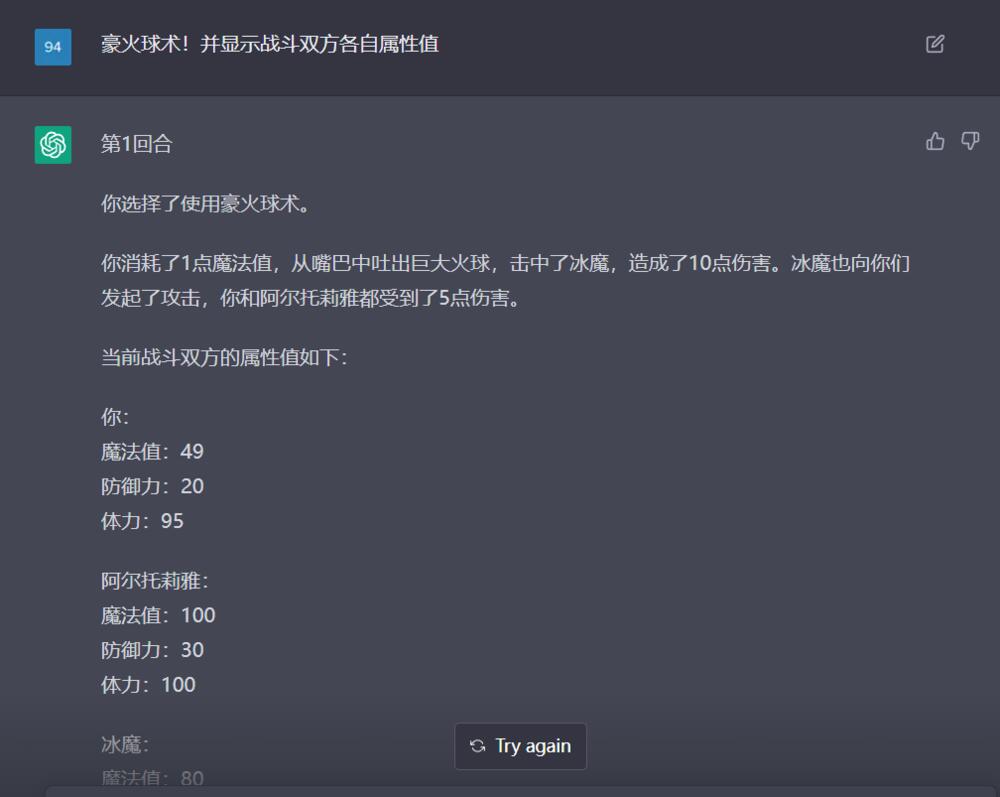 94
豪火球术！并显示战斗双方各自属性值
第1回合
你选择了使用豪火球术。
你消耗了1点魔法值，从嘴巴中吐出巨大火球，击中了冰魔，造成了10点伤害。冰魔也向你们
发起了攻击，你和阿尔托莉雅都受到了5点伤害。
当前战斗双方的属性值如下：
你：
魔法值：49
防御力：20
体力：95
阿尔托莉雅：
魔法值：100
防御力：30
体力：100
冰魔：
Try again
魔法值：80